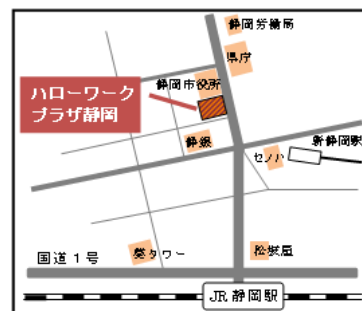 静岡労働局
県庁
静岡市役所
ハローワーク
プラザ静岡
静銀
新静岡駅
セノバ
国道1号
葵タワー
松坂屋
JR静岡駅